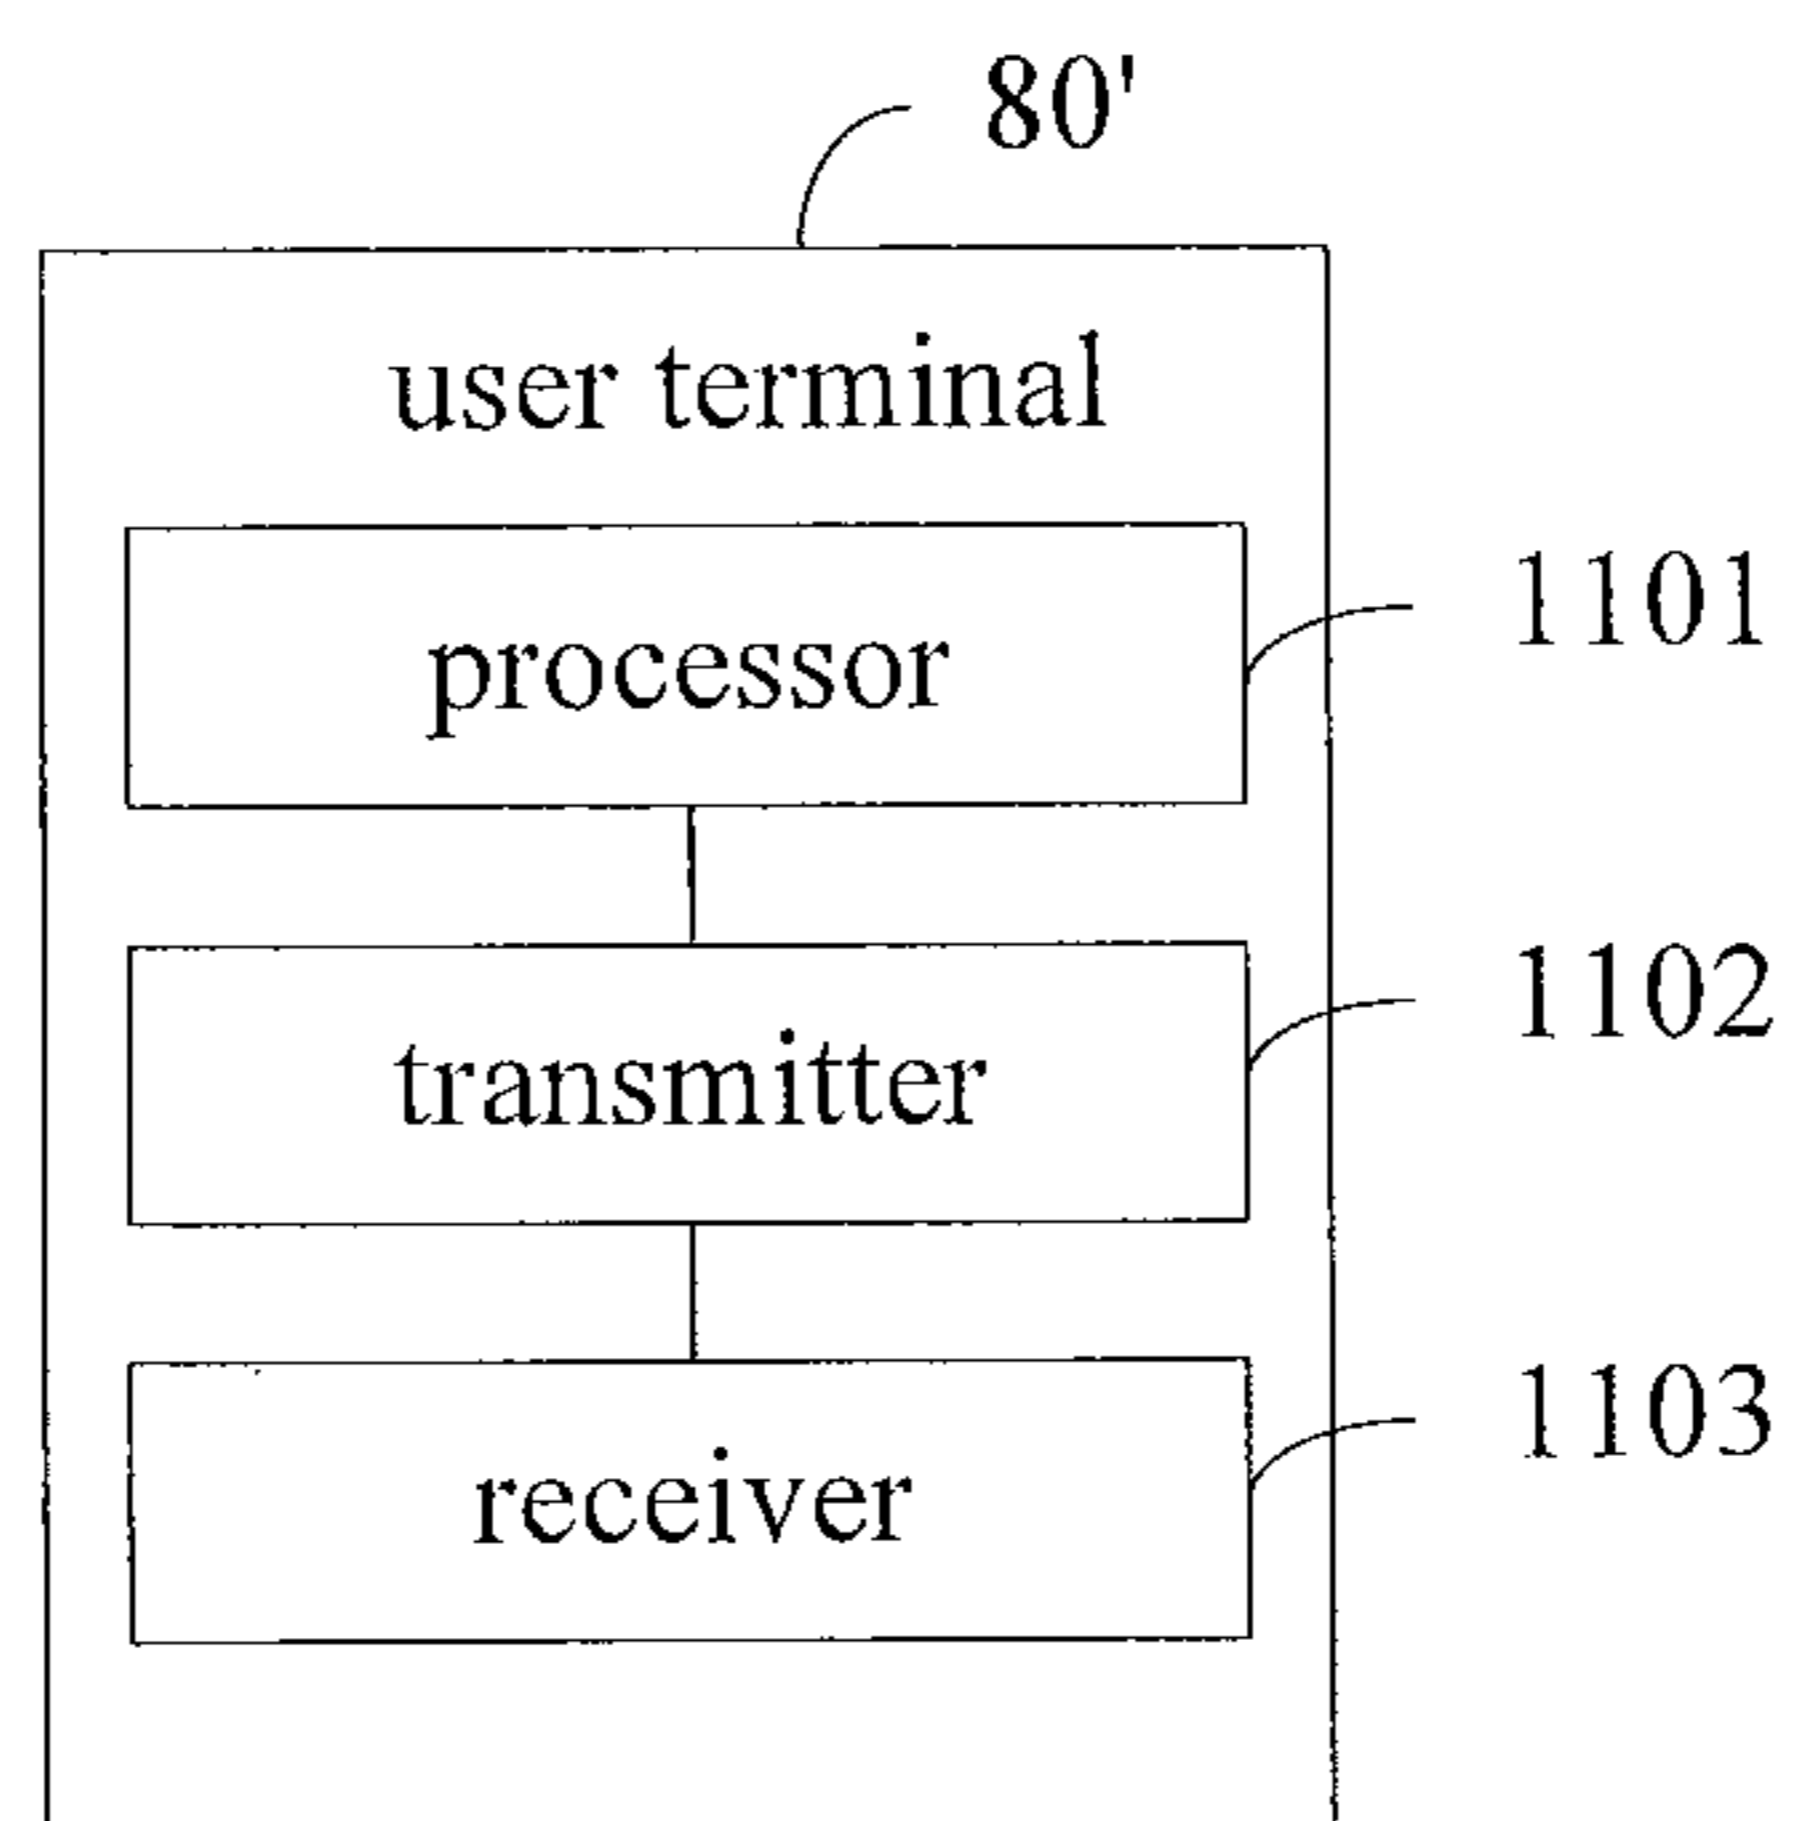 80'
user terminal
processor
1101
transmitter
1102
receiver
1103